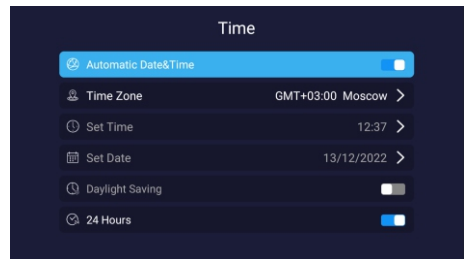 Time
Automatic Date&Time
Time Zone GMT+03:00 Moscow
Set Time 12:37
Set Date 13/12/2022
Daylight Saving
24 Hours